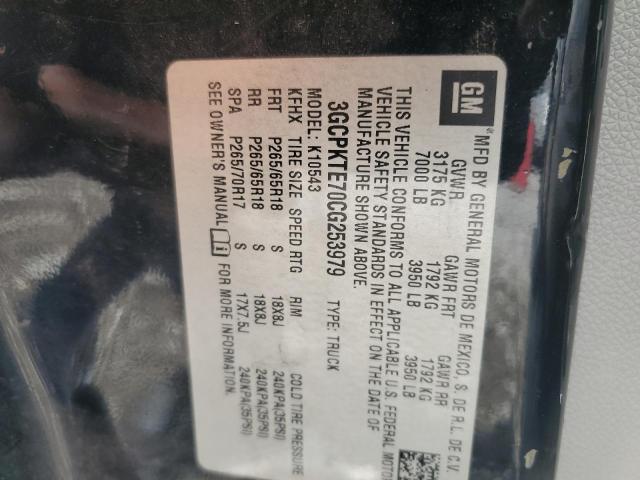 GM
MFD BY GENERAL MOTORS DE MEXICO, S. DE R.L. DE C.V.
GVWR GAWR FRT GAWR RR
3175 KG 1792 KG 1792 KG
7000 LB 3950 LB 3950 LB
THIS VEHICLE CONFORMS TO ALL APPLICABLE U.S. FEDERAL MOTOR
VEHICLE SAFETY STANDARDS IN EFFECT ON THE DATE OF
MANUFACTURE SHOWN ABOVE.
3GCPKTE70CG253979 TYPE: TRUCK
MODEL: K10543
KFHX TIRE SIZE SPEED RTG RIM COLD TIRE PRESSURE
FRT P265/65R18 S 18X8J 240KPA(35PSI)
RR P265/65R18 S 18X8J 240KPA(35PSI)
SPA P265/70R17 S 17X7.5J 240KPA(35PSI)
SEE OWNER'S MANUAL FOR MORE INFORMATION.